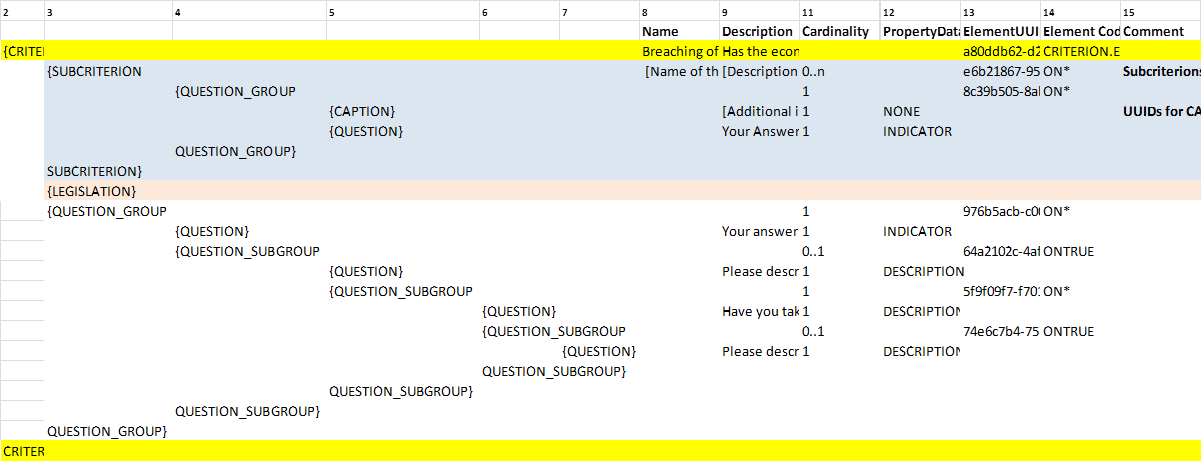 2 3 4 5 6 7 8 9 11 12 13 14 15
Name Description Cardinality PropertyData ElementUUI Element Cod Comment
{CRITE Breaching of Has the econ a80ddb62-d2 CRITERION.E
{SUBCRITERION [Name of th [Description 0..n e6b21867-95 ON* Subcriterions
{QUESTION_GROUP 1 8c39b505-8al ON*
{CAPTION} [Additional i 1 NONE UUIDs for CA
{QUESTION} Your Answer 1 INDICATOR
QUESTION_GROUP}
SUBCRITERION}
{LEGISLATION}
{QUESTION_GROUP 1 976b5acb-c0 ON*
{QUESTION} Your answer 1 INDICATOR
{QUESTION_SUBGROUP 0..1 64a2102c-4af ONTRUE
{QUESTION} Please descr 1 DESCRIPTION
{QUESTION_SUBGROUP 1 5f9f09f7-f70 ON*
{QUESTION} Have you tak 1 DESCRIPTION
{QUESTION_SUBGROUP 0..1 74e6c7b4-75 ONTRUE
{QUESTION} Please descr 1 DESCRIPTION
QUESTION_SUBGROUP}
QUESTION_SUBGROUP}
QUESTION_SUBGROUP}
QUESTION_GROUP}
CRITER